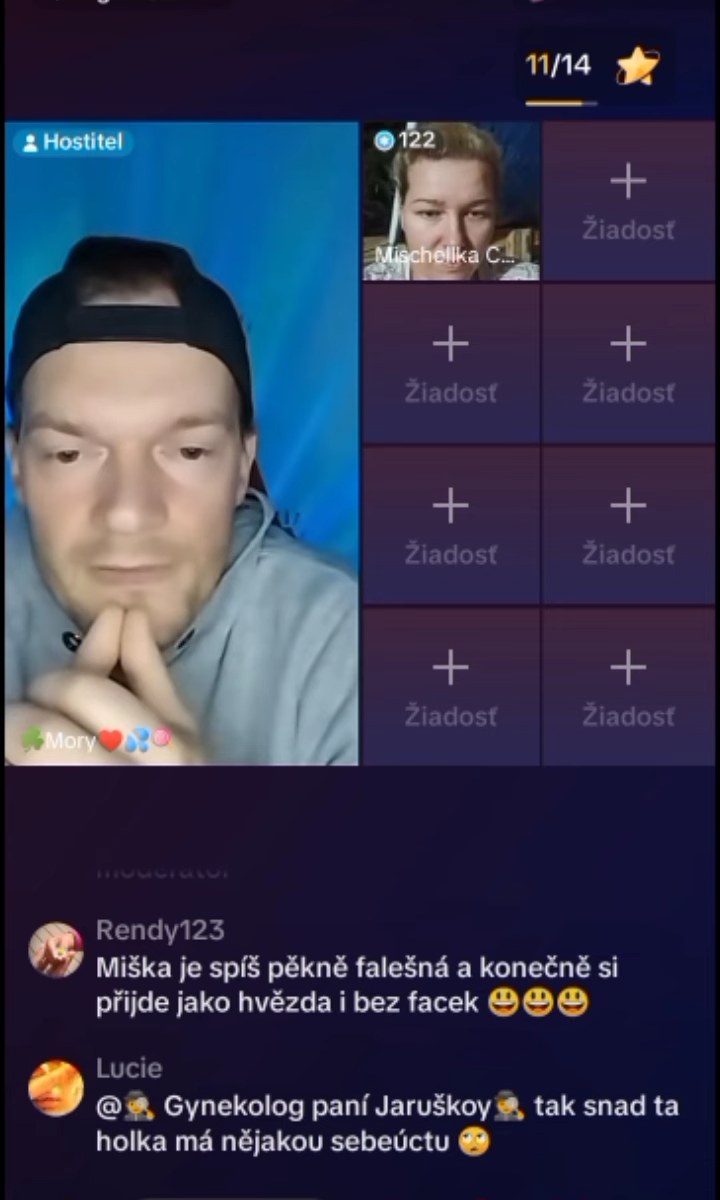 11/14
Hostitel
122
Mischellka C...
Žiadosť
Žiadosť
Žiadosť
Žiadosť
Žiadosť
Žiadosť
Žiadosť
🍀Mory❤️💦🍭
moderátor
Rendy123
Miška je spíš pěkně falešná a konečně si
přijde jako hvězda i bez facek 😃😃😃
Lucie
@🕵️ Gynekolog paní Jaruškoy🕵️ tak snad ta
holka má nějakou sebeúctu 🙄